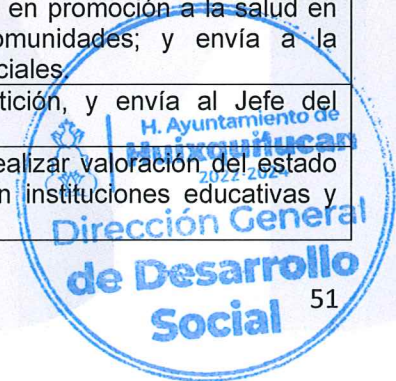 en promoción a la salud en
omunidades; y envía a la
ciales.
tición, y envía al Jefe del
ealizar valoración del estado
n instituciones educativas y
H. Ayuntamiento de
Huixquilucan
2022-2024
Dirección General
de Desarrollo
Social
51